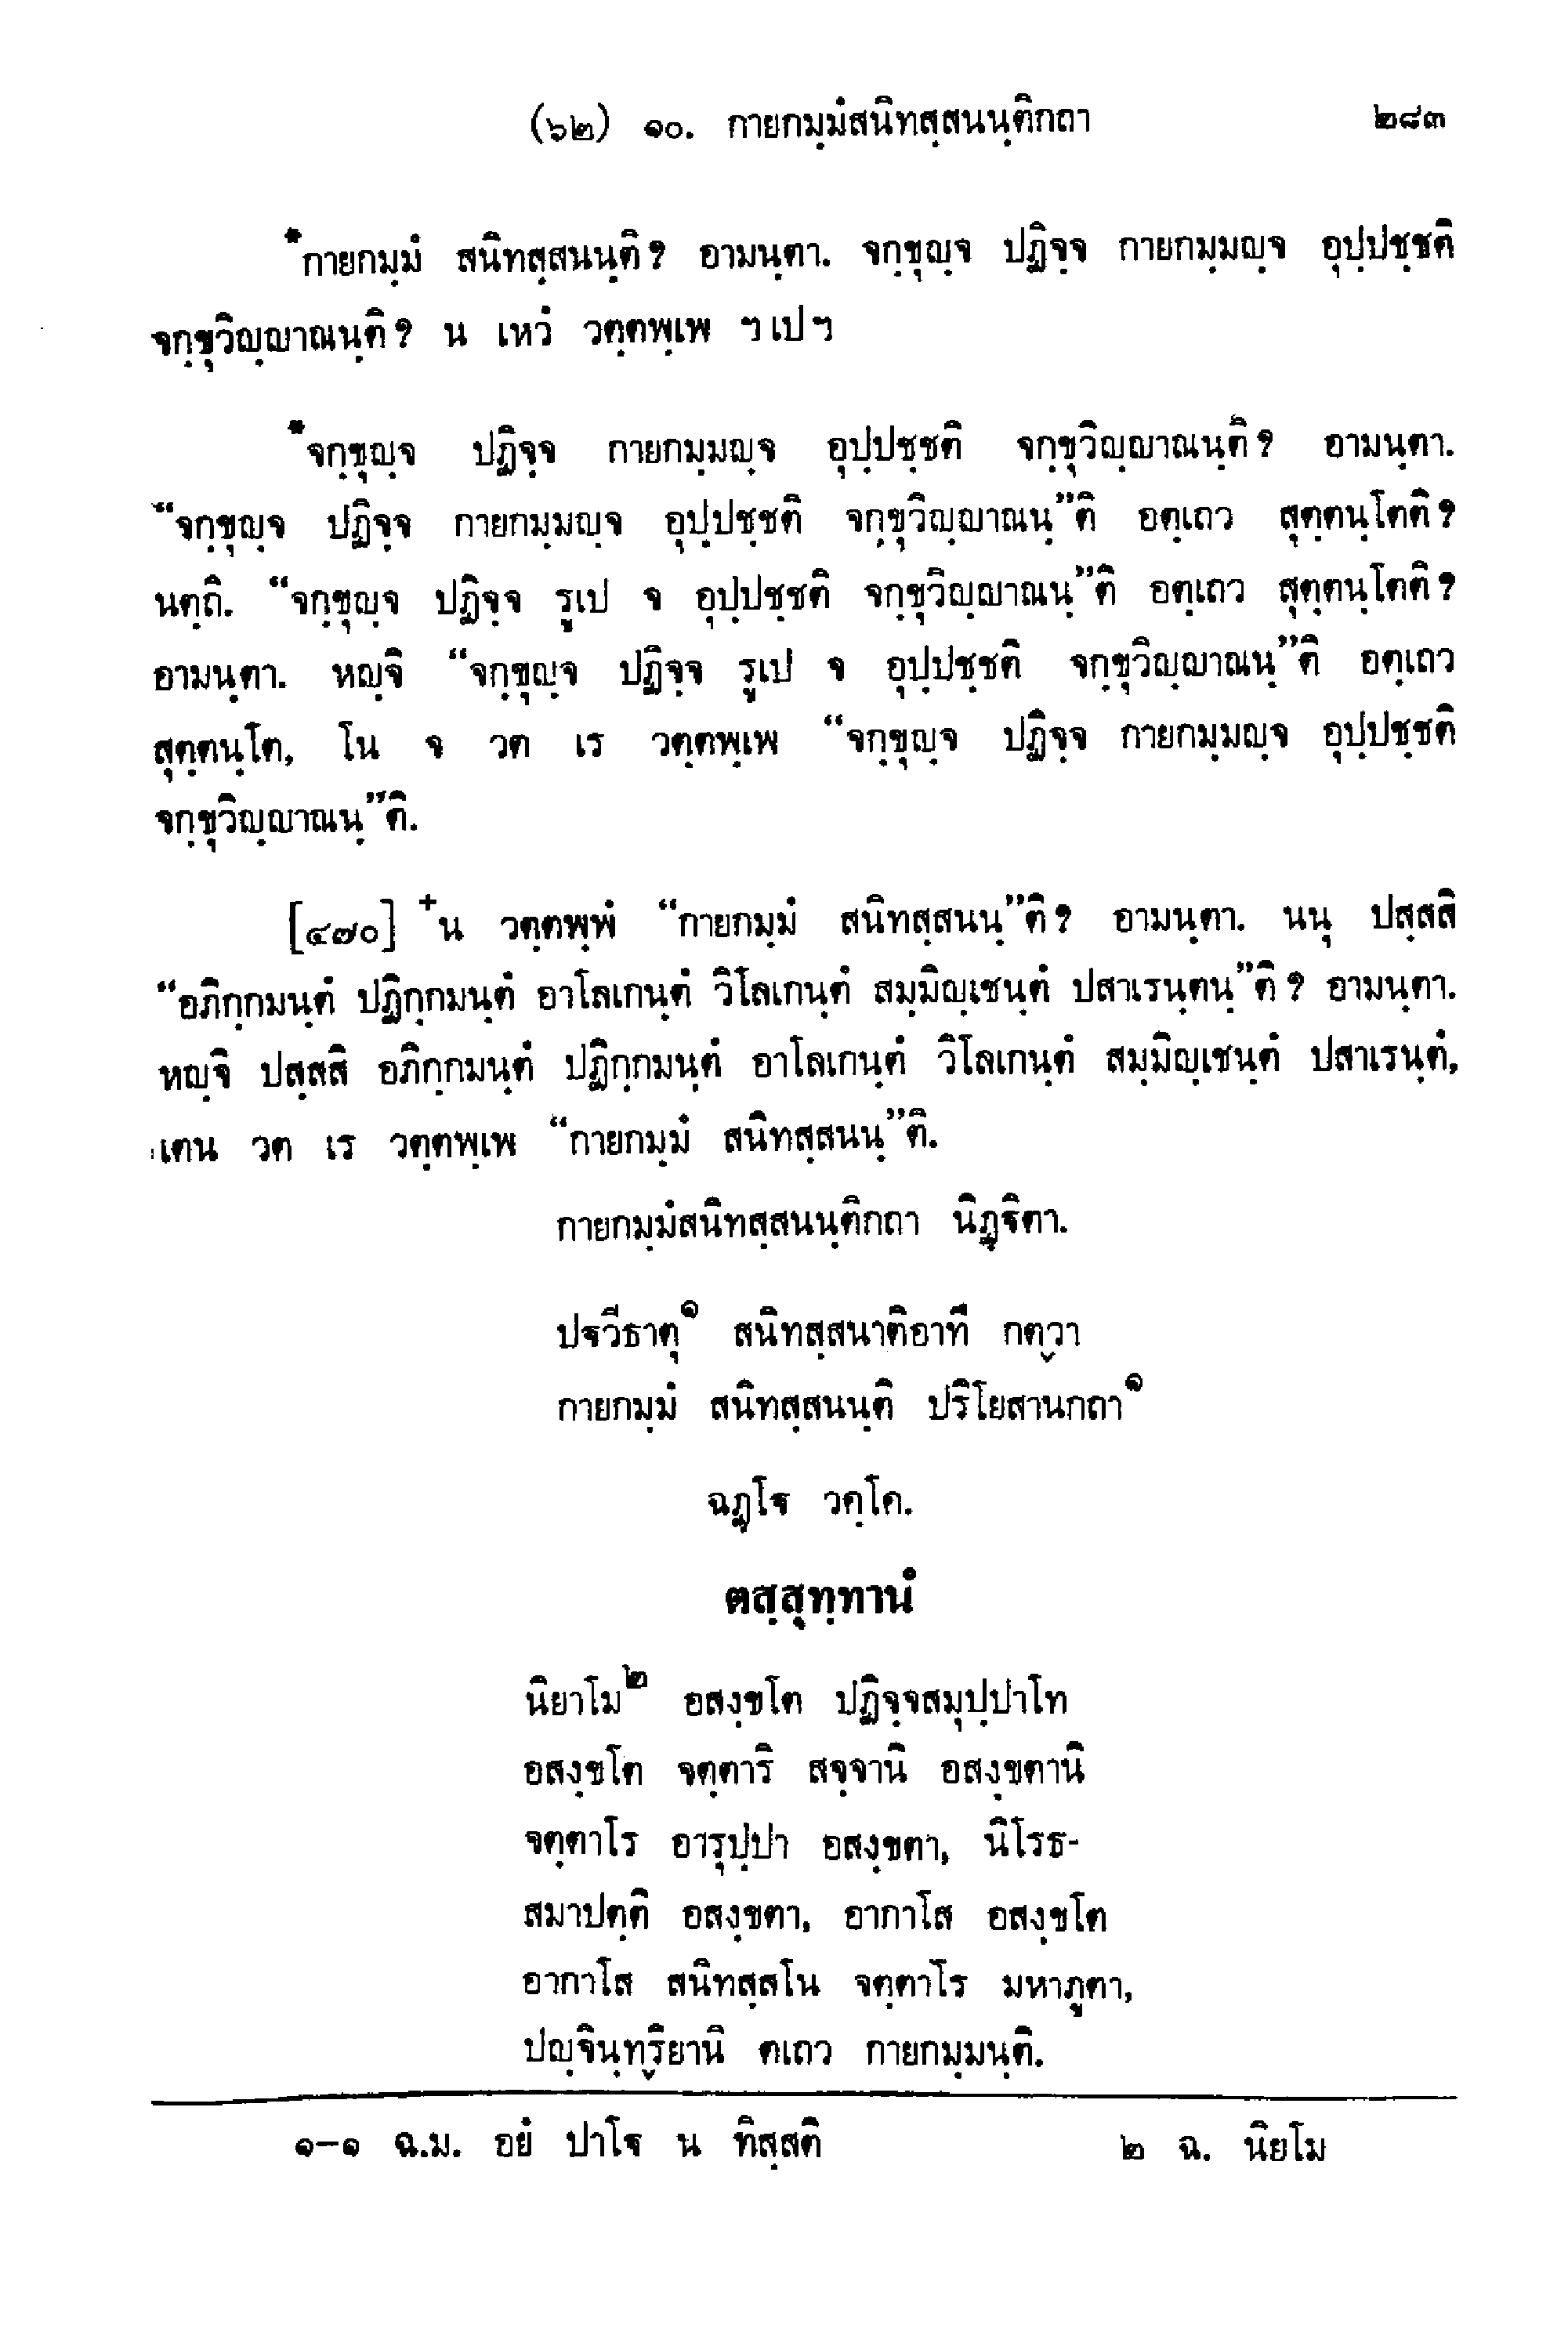 (๖๒) ๑๐. กายกมฺมํสนิทสฺสนนฺติกถา ๒๘๓
*กายกมฺมํ สนิทสฺสนนฺติ? อามนฺตา. จกฺขุญฺจ ปฏิจฺจ กายกมฺมญฺจ อุปฺปชฺชติ
จกฺขุวิญฺญาณนฺติ? น เหวํ วตฺตพฺเพ ฯเปฯ
*จกฺขุญฺจ ปฏิจฺจ กายกมฺมญฺจ อุปฺปชฺชติ จกฺขุวิญฺญาณนฺติ? อามนฺตา.
“จกฺขุญฺจ ปฏิจฺจ กายกมฺมญฺจ อุปฺปชฺชติ จกฺขุวิญฺญาณนฺ”ติ อตฺเถว สุตฺตนฺโตติ?
นตฺถิ. “จกฺขุญฺจ ปฏิจฺจ รูเป จ อุปฺปชฺชติ จกฺขุวิญฺญาณนฺ”ติ อตฺเถว สุตฺตนฺโตติ?
อามนฺตา. หญฺจิ “จกฺขุญฺจ ปฏิจฺจ รูเป จ อุปฺปชฺชติ จกฺขุวิญฺญาณนฺ”ติ อตฺเถว
สุตฺตนฺโต, โน จ วต เร วตฺตพฺเพ “จกฺขุญฺจ ปฏิจฺจ กายกมฺมญฺจ อุปฺปชฺชติ
จกฺขุวิญฺญาณนฺ”ติ.
[๔๗๐] +น วตฺตพฺพํ “กายกมฺมํ สนิทสฺสนนฺ”ติ? อามนฺตา. นนุ ปสฺสสิ
“อภิกฺกมนฺตํ ปฏิกฺกมนฺตํ อาโลเกนฺตํ วิโลเกนฺตํ สมฺมิญฺเชนฺตํ ปสาเรนฺตนฺ”ติ? อามนฺตา.
หญฺจิ ปสฺสสิ อภิกฺกมนฺตํ ปฏิกฺกมนฺตํ อาโลเกนฺตํ วิโลเกนฺตํ สมฺมิญฺเชนฺตํ ปสาเรนฺตํ,
เตน วต เร วตฺตพฺเพ “กายกมฺมํ สนิทสฺสนนฺ”ติ.
กายกมฺมํสนิทสฺสนนฺติกถา นิฏฺฐิตา.
ปฐวีธาตุ๑ สนิทสฺสนาติอาทึ กตฺวา
กายกมฺมํ สนิทสฺสนนฺติ ปริโยสานกถา๑
ฉฏฺโฐ วคฺโค.
ตสฺสุทฺทานํ
นิยาโม๒ อสงฺขโต ปฏิจฺจสมุปฺปาโท
อสงฺขโต จตฺตาริ สจฺจานิ อสงฺขตานิ
จตฺตาโร อารุปฺปา อสงฺขตา, นิโรธ-
สมาปตฺติ อสงฺขตา, อากาโส อสงฺขโต
อากาโส สนิทสฺสโน จตฺตาโร มหาภูตา,
ปญฺจินฺทฺริยานิ ตเถว กายกมฺมนฺติ.
๑-๑ ฉ.ม. อยํ ปาโฐ น ทิสฺสติ ๒ ฉ. นิยโม